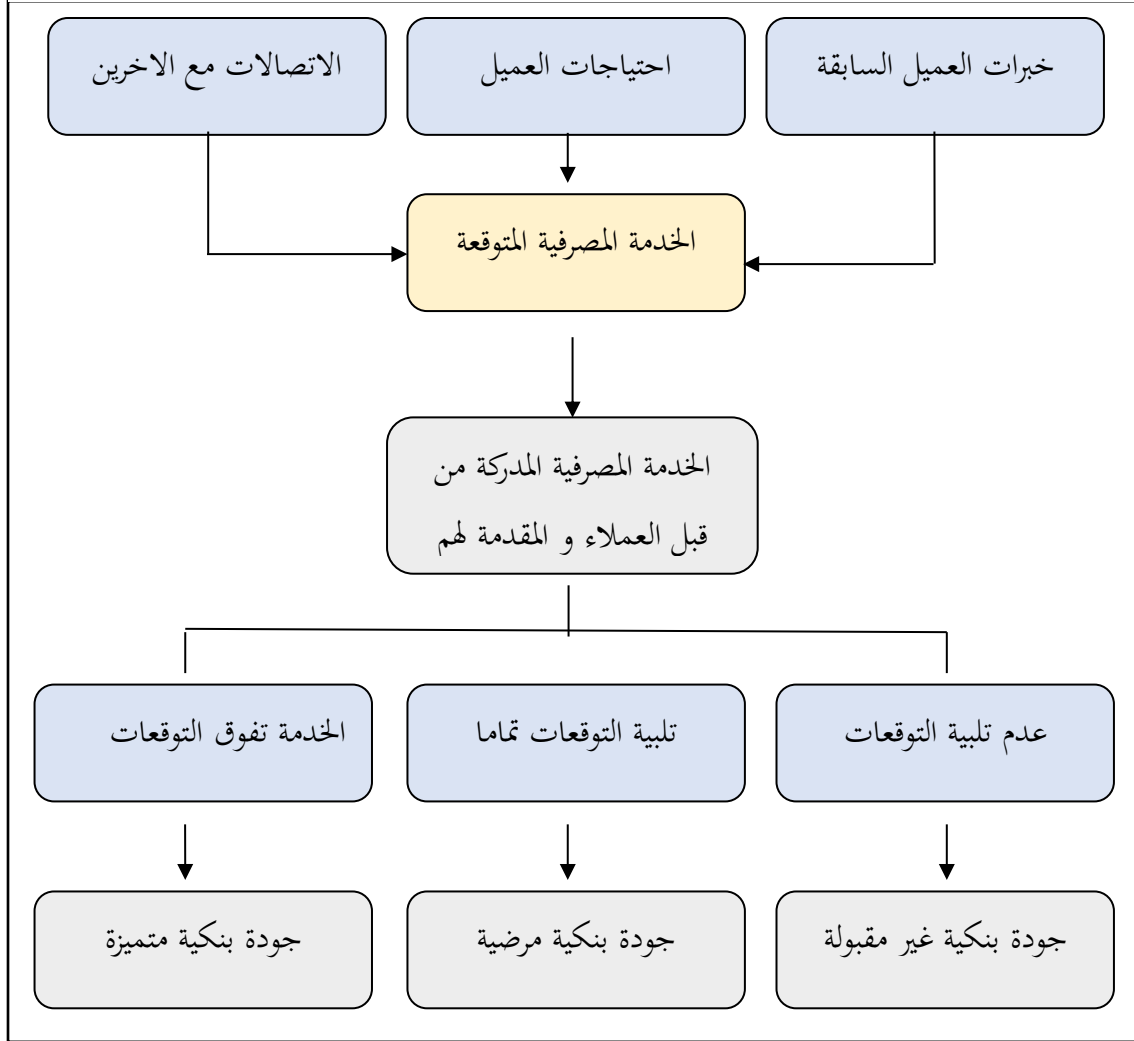 خبرات العميل السابقة
احتياجات العميل
الاتصالات مع الاخرين
الخدمة المصرفية المتوقعة
الخدمة المصرفية المدركة من
قبل العملاء و المقدمة لهم
عدم تلبية التوقعات
تلبية التوقعات تماما
الخدمة تفوق التوقعات
جودة بنكية غير مقبولة
جودة بنكية مرضية
جودة بنكية متميزة